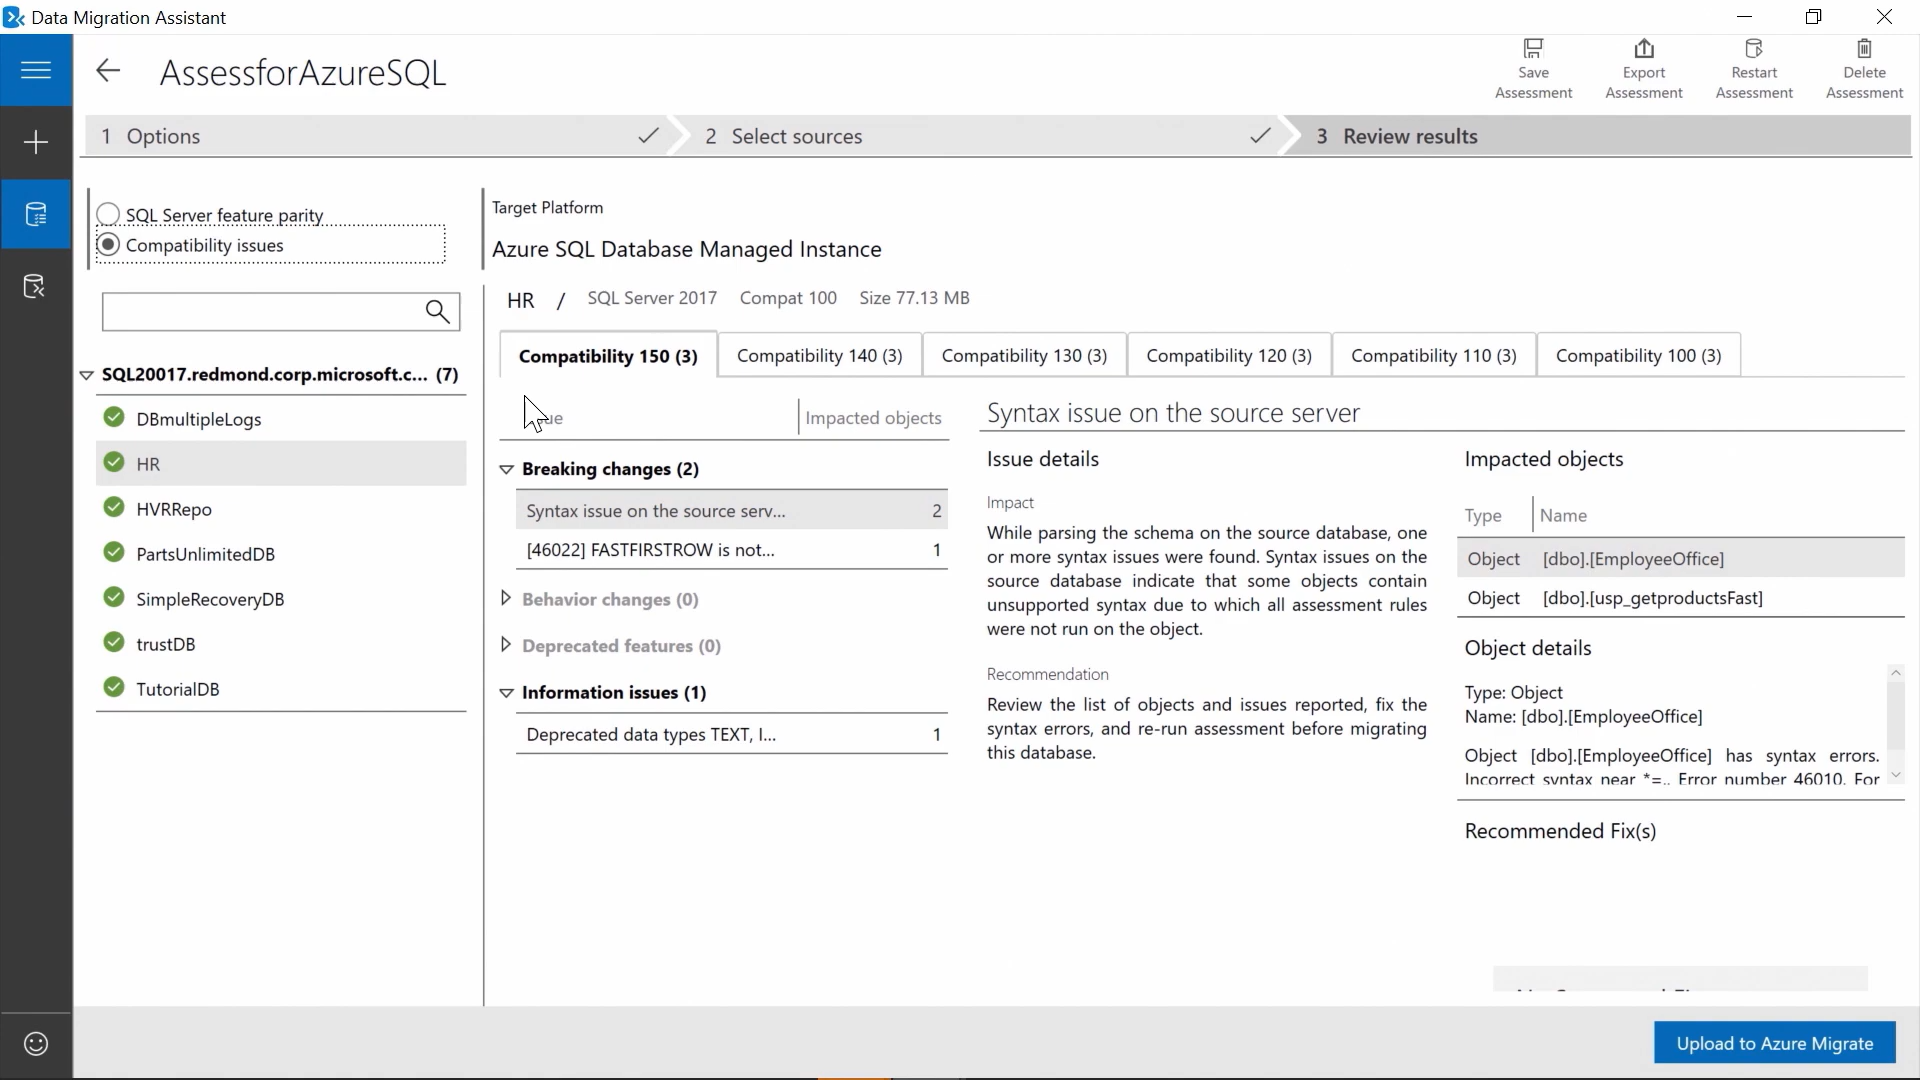 Data Migration Assistant
AssessforAzureSQL
Save Assessment
Export Assessment
Restart Assessment
Delete Assessment
1 Options
2 Select sources
3 Review results
SQL Server feature parity
Compatibility issues
Target Platform
Azure SQL Database Managed Instance
HR / SQL Server 2017 Compat 100 Size 77.13 MB
SQL20017.redmond.corp.microsoft.c... (7)
DBmultipleLogs
HR
HVRRepo
PartsUnlimitedDB
SimpleRecoveryDB
trustDB
TutorialDB
Compatibility 150 (3)
Compatibility 140 (3)
Compatibility 130 (3)
Compatibility 120 (3)
Compatibility 110 (3)
Compatibility 100 (3)
Impacted objects
Breaking changes (2)
Syntax issue on the source serv... 2
[46022] FASTFIRSTROW is not... 1
Behavior changes (0)
Deprecated features (0)
Information issues (1)
Deprecated data types TEXT, I... 1
Syntax issue on the source server
Issue details
Impact
While parsing the schema on the source database, one
or more syntax issues were found. Syntax issues on the
source database indicate that some objects contain
unsupported syntax due to which all assessment rules
were not run on the object.
Recommendation
Review the list of objects and issues reported, fix the
syntax errors, and re-run assessment before migrating
this database.
Impacted objects
Type Name
Object [dbo].[EmployeeOffice]
Object [dbo].[usp_getproductsFast]
Object details
Type: Object
Name: [dbo].[EmployeeOffice]
Object [dbo].[EmployeeOffice] has syntax errors.
Incorrect syntax near *=.. Error number 46010. For
Recommended Fix(s)
Upload to Azure Migrate